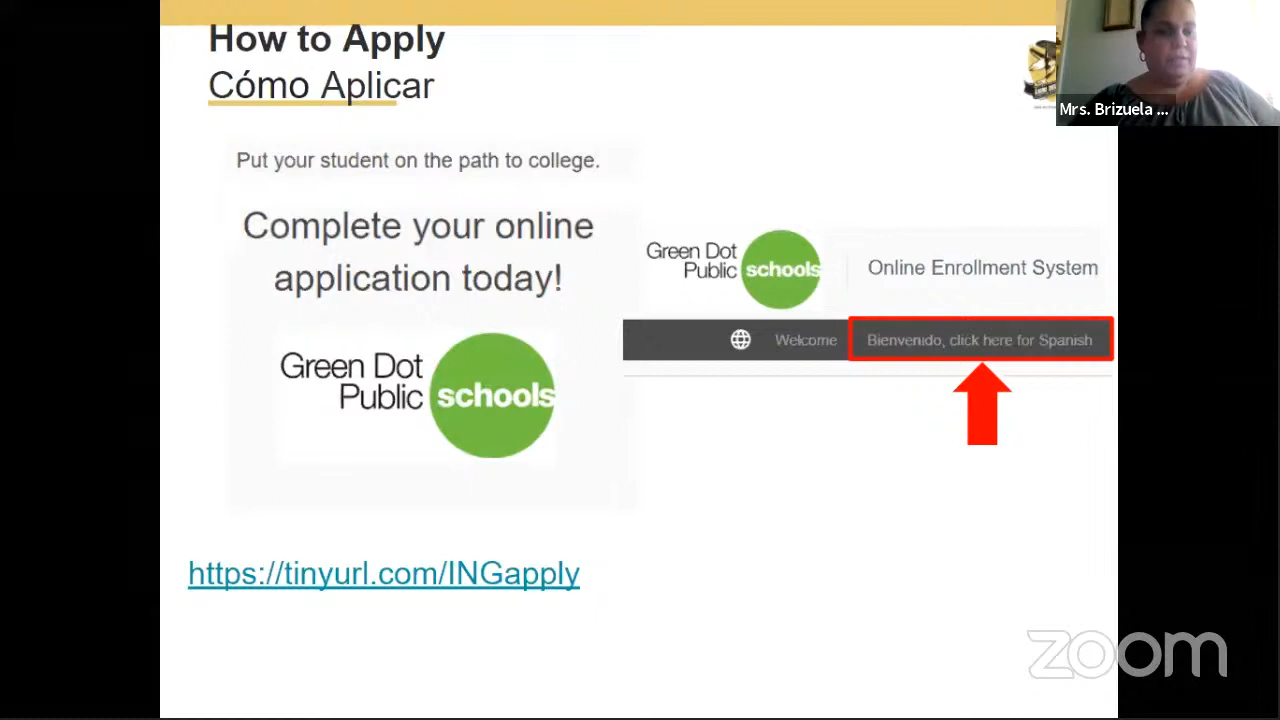 How to Apply
Cómo Aplicar
Mrs. Brizuela ...
Put your student on the path to college.
Complete your online
application today!
Green Dot
Public schools
Green Dot
Public schools
Online Enrollment System
Welcome
Bienvenido, click here for Spanish
https://tinyurl.com/INGapply
zoom